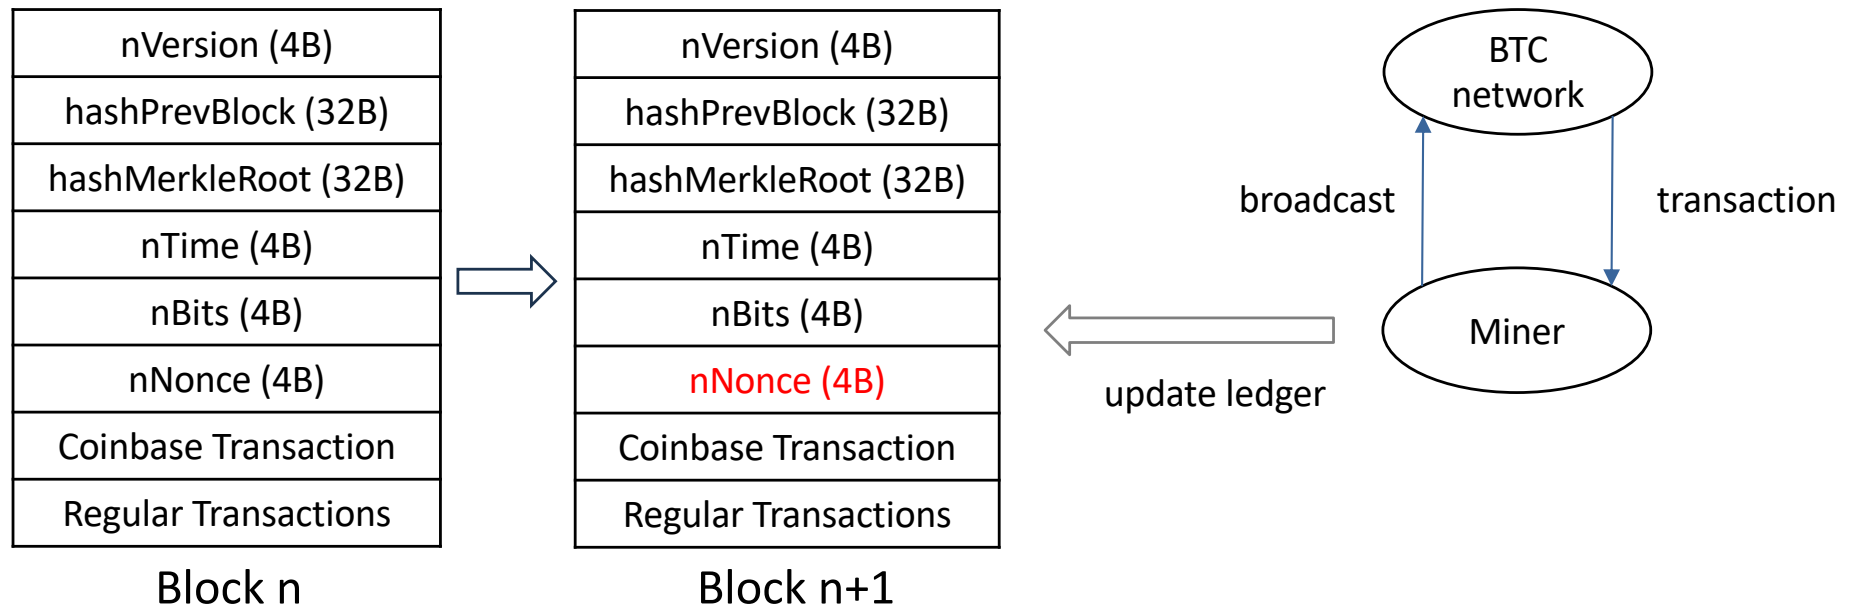 nVersion (4B)
hashPrevBlock (32B)
hashMerkleRoot (32B)
nTime (4B)
nBits (4B)
nNonce (4B)
Coinbase Transaction
Regular Transactions
Block n
nVersion (4B)
hashPrevBlock (32B)
hashMerkleRoot (32B)
nTime (4B)
nBits (4B)
nNonce (4B)
Coinbase Transaction
Regular Transactions
Block n+1
BTC
network
broadcast
transaction
Miner
update ledger